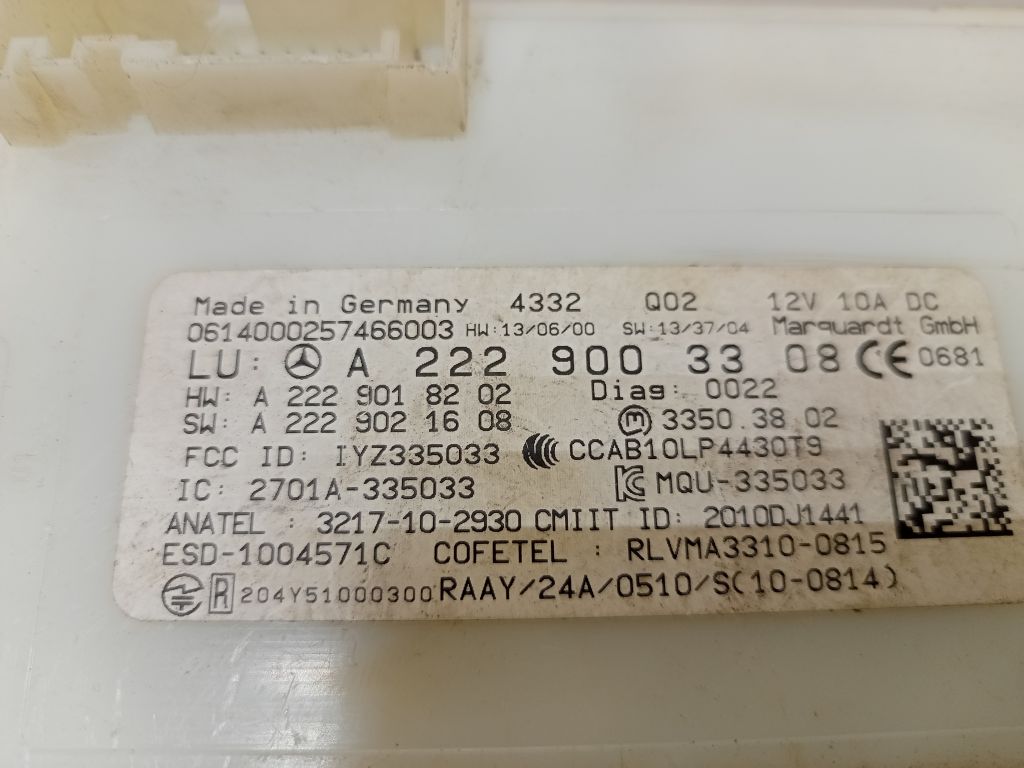 Made in Germany 4332 Q02 12V 10A DC
0614000257466003 HW:13/06/00 SW:13/37/04 Marquardt GmbH
LU: A 222 900 33 08 CE 0681
HW: A 222 901 82 02 Diag: 0022
SW: A 222 902 16 08 m 3350.38.02
FCC ID: IYZ335033 CCAB10LP4430T9
IC: 2701A-335033 MQU-335033
ANATEL : 3217-10-2930 CMIIT ID: 2010DJ1441
ESD-1004571C COFETEL : RLVMA3310-0815
R 204Y51000300 RAAY/24A/0510/S(10-0814)